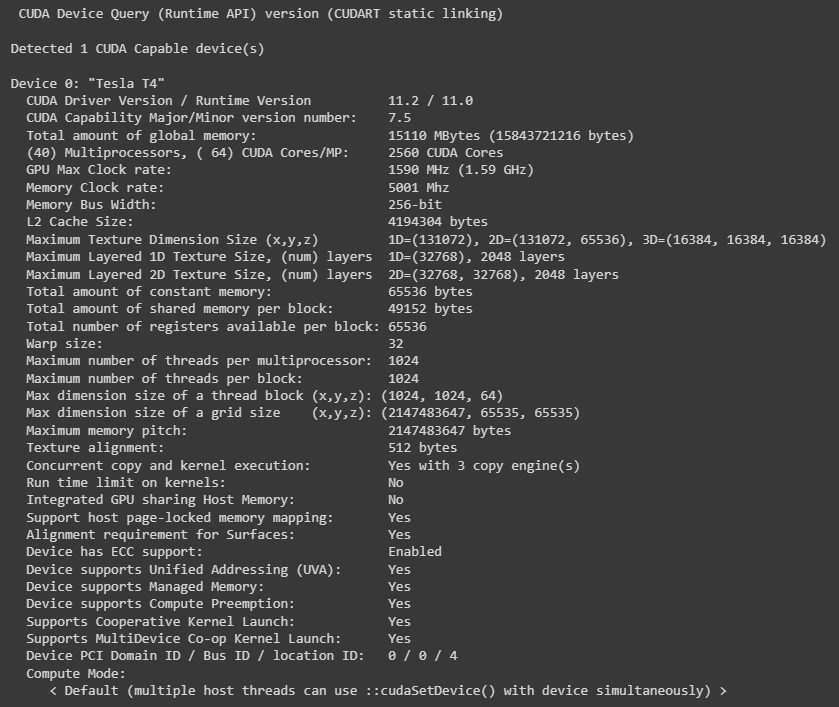 CUDA Device Query (Runtime API) version (CUDART static linking)
Detected 1 CUDA Capable device(s)
Device 0: "Tesla T4"
CUDA Driver Version / Runtime Version 11.2 / 11.0
CUDA Capability Major/Minor version number: 7.5
Total amount of global memory: 15110 MBytes (15843721216 bytes)
(40) Multiprocessors, ( 64) CUDA Cores/MP: 2560 CUDA Cores
GPU Max Clock rate: 1590 MHz (1.59 GHz)
Memory Clock rate: 5001 Mhz
Memory Bus Width: 256-bit
L2 Cache Size: 4194304 bytes
Maximum Texture Dimension Size (x,y,z) 1D=(131072), 2D=(131072, 65536), 3D=(16384, 16384, 16384)
Maximum Layered 1D Texture Size, (num) layers 1D=(32768), 2048 layers
Maximum Layered 2D Texture Size, (num) layers 2D=(32768, 32768), 2048 layers
Total amount of constant memory: 65536 bytes
Total amount of shared memory per block: 49152 bytes
Total number of registers available per block: 65536
Warp size: 32
Maximum number of threads per multiprocessor: 1024
Maximum number of threads per block: 1024
Max dimension size of a thread block (x,y,z): (1024, 1024, 64)
Max dimension size of a grid size (x,y,z): (2147483647, 65535, 65535)
Maximum memory pitch: 2147483647 bytes
Texture alignment: 512 bytes
Concurrent copy and kernel execution: Yes with 3 copy engine(s)
Run time limit on kernels: No
Integrated GPU sharing Host Memory: No
Support host page-locked memory mapping: Yes
Alignment requirement for Surfaces: Yes
Device has ECC support: Enabled
Device supports Unified Addressing (UVA): Yes
Device supports Managed Memory: Yes
Device supports Compute Preemption: Yes
Supports Cooperative Kernel Launch: Yes
Supports MultiDevice Co-op Kernel Launch: Yes
Device PCI Domain ID / Bus ID / location ID: 0 / 0 / 4
Compute Mode:
< Default (multiple host threads can use ::cudaSetDevice() with device simultaneously) >